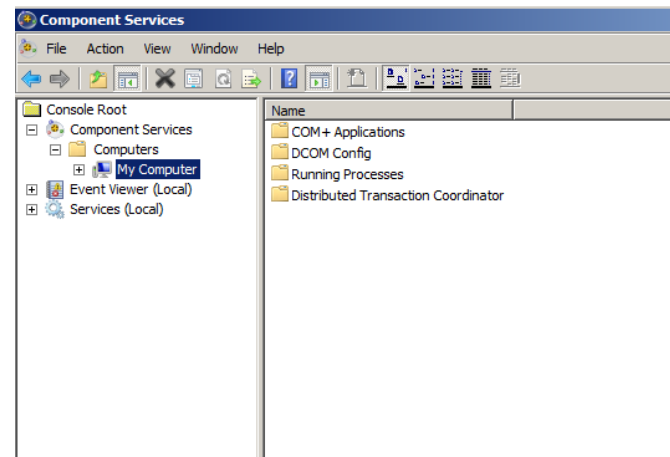 Component Services
File Action View Window Help
Console Root
Component Services
Computers
My Computer
Event Viewer (Local)
Services (Local)
Name
COM+ Applications
DCOM Config
Running Processes
Distributed Transaction Coordinator